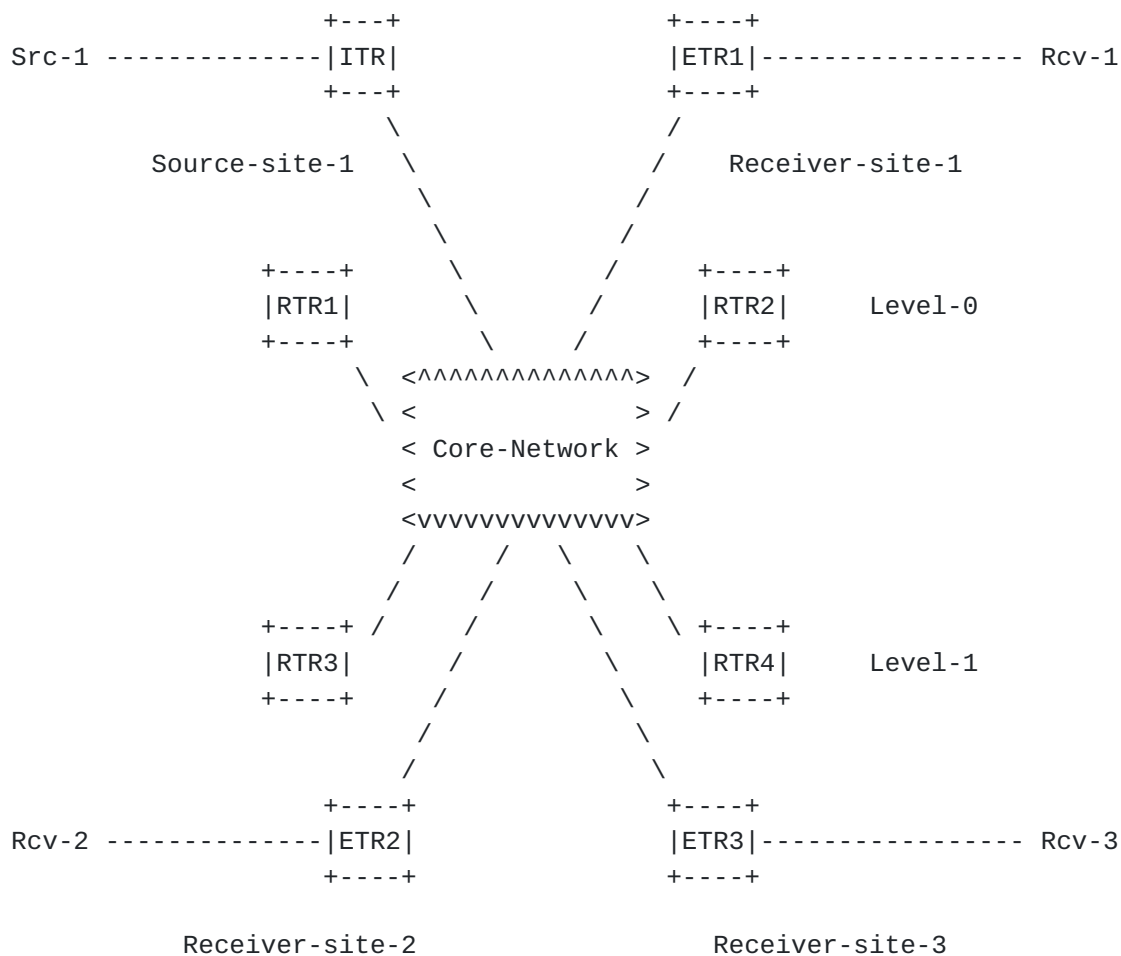 Src-1 ITR ETR1 Rcv-1
Source-site-1 Receiver-site-1
RTR1 RTR2 Level-0
Core-Network
RTR3 RTR4 Level-1
Rcv-2 ETR2 ETR3 Rcv-3
Receiver-site-2 Receiver-site-3